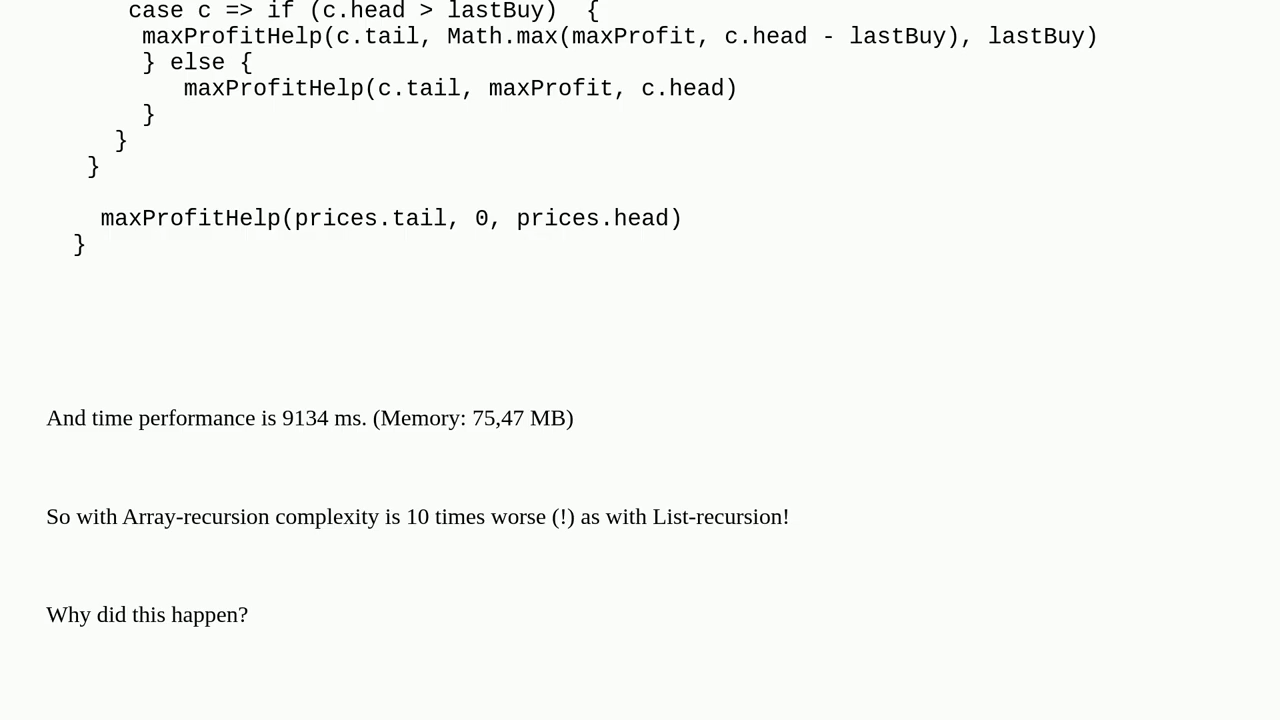 case c => if (c.head > lastBuy)  {
maxProfitHelp(c.tail, Math.max(maxProfit, c.head - lastBuy), lastBuy)
} else {
maxProfitHelp(c.tail, maxProfit, c.head)
}
}
}
maxProfitHelp(prices.tail, 0, prices.head)
}
And time performance is 9134 ms. (Memory: 75,47 MB)
So with Array-recursion complexity is 10 times worse (!) as with List-recursion!
Why did this happen?